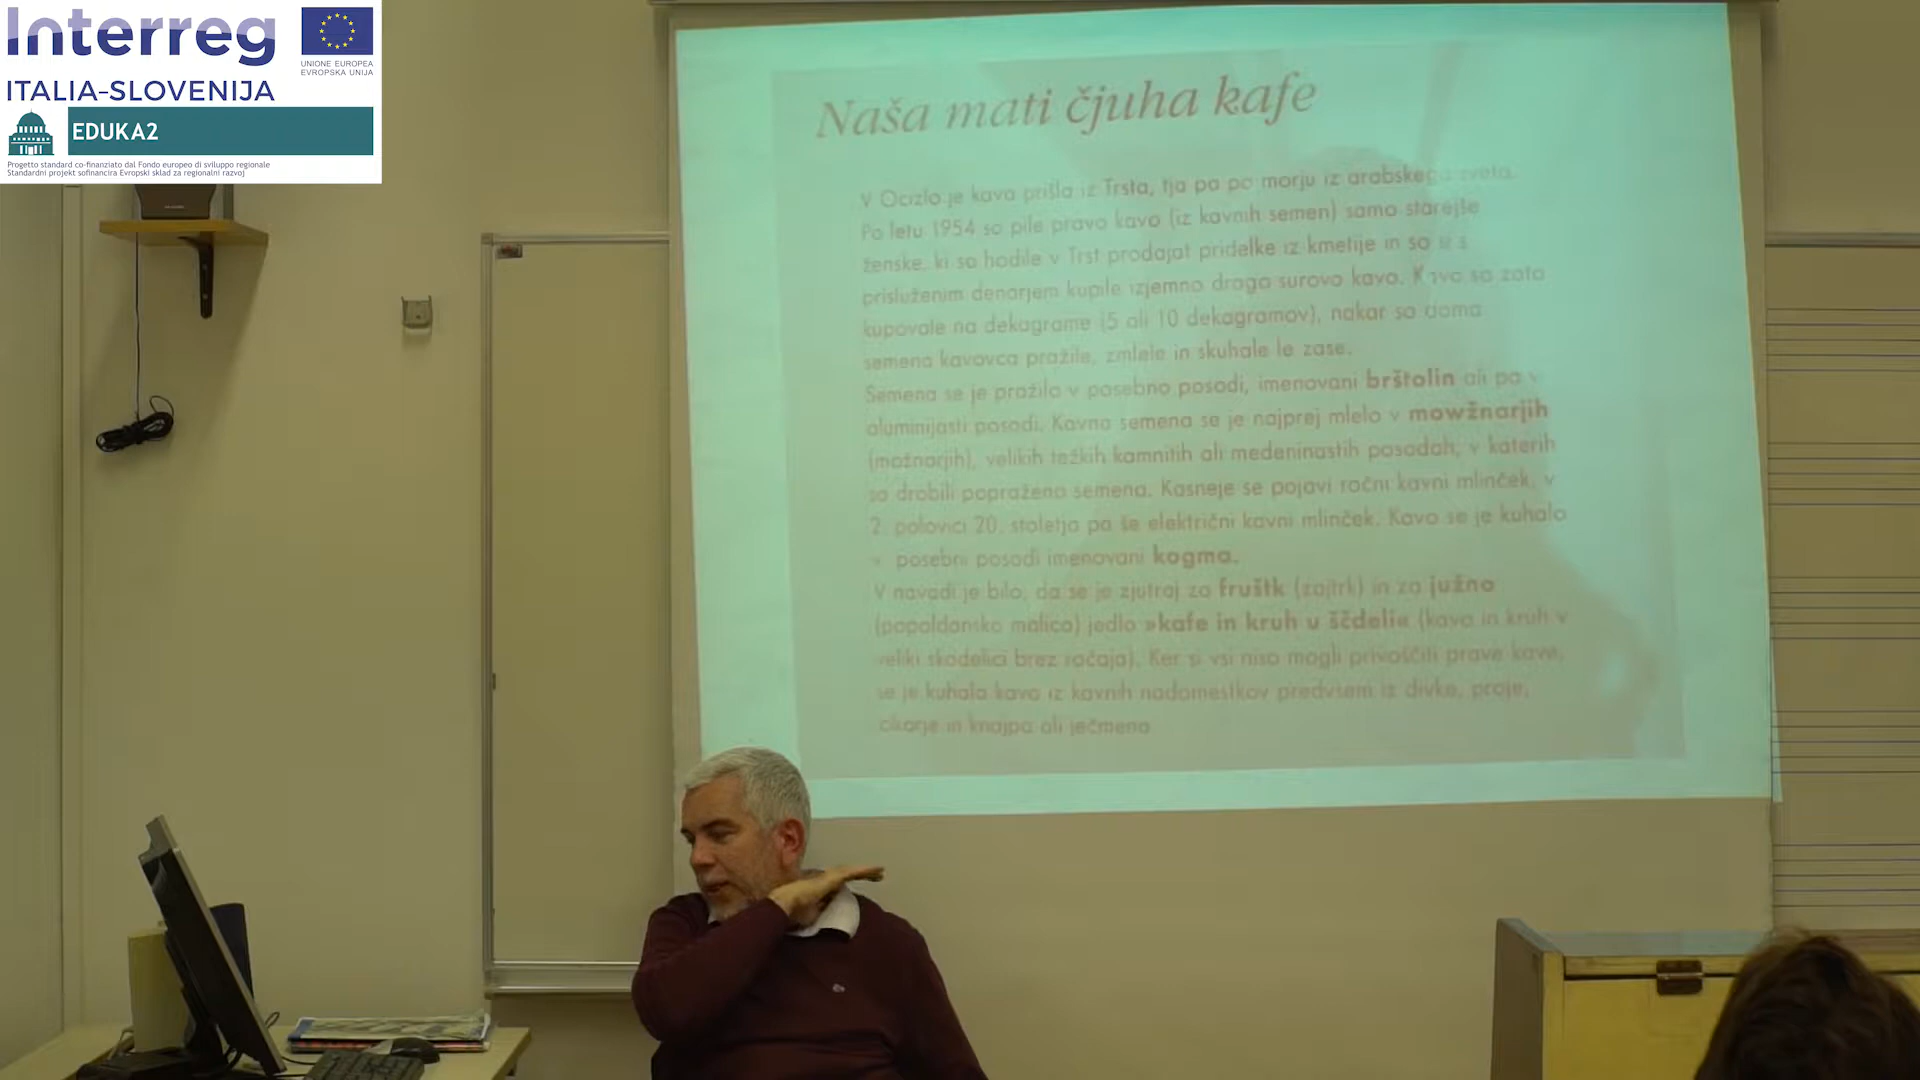 Interreg
UNIONE EUROPEA
EVROPSKA UNIJA
ITALIA-SLOVENIJA
EDUKA2
Progetto standard co-finanziato dal Fondo europeo di sviluppo regionale
Standardni projekt sofinancira Evropski sklad za regionalni razvoj
Naša mati čjuha kafe
V Ocizlo je kava prišla iz Trsta, tja pa po morju iz arabskega sveta.
Po letu 1954 so pile pravo kavo (iz kavnih semen) samo starejše
ženske, ki so hodile v Trst prodajat pridelke iz kmetije in so si s
prisluženim denarjem kupile izjemno drago surovo kavo. Kavo so zato
kupovale na dekagrame (5 ali 10 dekagramov), nakar so doma
semena kavovca pražile, zmlele in skuhale le zase.
Semena se je pražilo v posebno posodi, imenovani brštolin ali pa v
aluminijasti posodi. Kavna semena se je najprej mlelo v mowžnarjih
(možnarjih), velikih težkih kamnitih ali medeninastih posodah, v katerih
so drobili popražena semena. Kasneje se pojavi ročni kavni mlinček, v
2. polovici 20. stoletja pa še električni kavni mlinček. Kavo se je kuhalo
v posebni posodi imenovani kogma.
V navadi je bilo, da se je zjutraj za fruštk (zajtrk) in za južno
(popoldansko malico) jedlo »kafe in kruh u ščdeli« (kava in kruh v
veliki skodelici brez ročaja). Ker si vsi niso mogli privoščiti prave kave,
se je kuhala kava iz kavnih nadomestkov predvsem iz divke, proje,
cikorje in knajpa ali ječmena